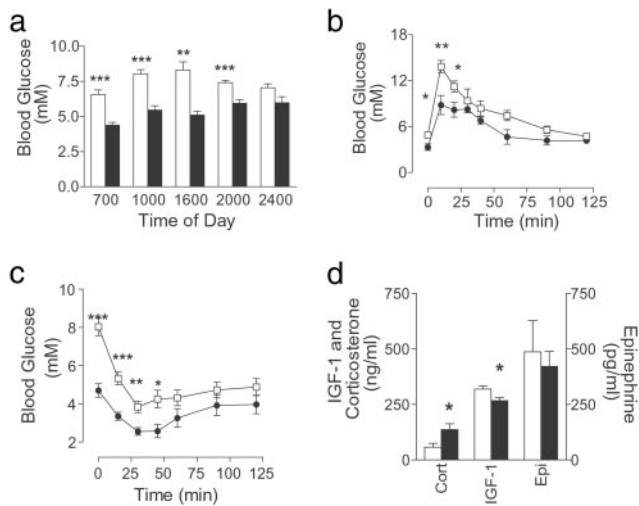 a
Blood Glucose
(mM)
10.0
7.5
5.0
2.5
0.0
***
***
**
***
700
1000
1600
2000
2400
Time of Day
b
Blood Glucose
(mM)
18
12
6
0
*
**
*
0
25
50
75
100
125
Time (min)
c
Blood Glucose
(mM)
10
8
6
4
2
***
***
**
*
0
25
50
75
100
125
Time (min)
d
IGF-1 and
Corticosterone
(ng/ml)
750
500
250
0
*
*
Cort
IGF-1
Epi
750
500
250
0
Epinephrine
(pg/ml)